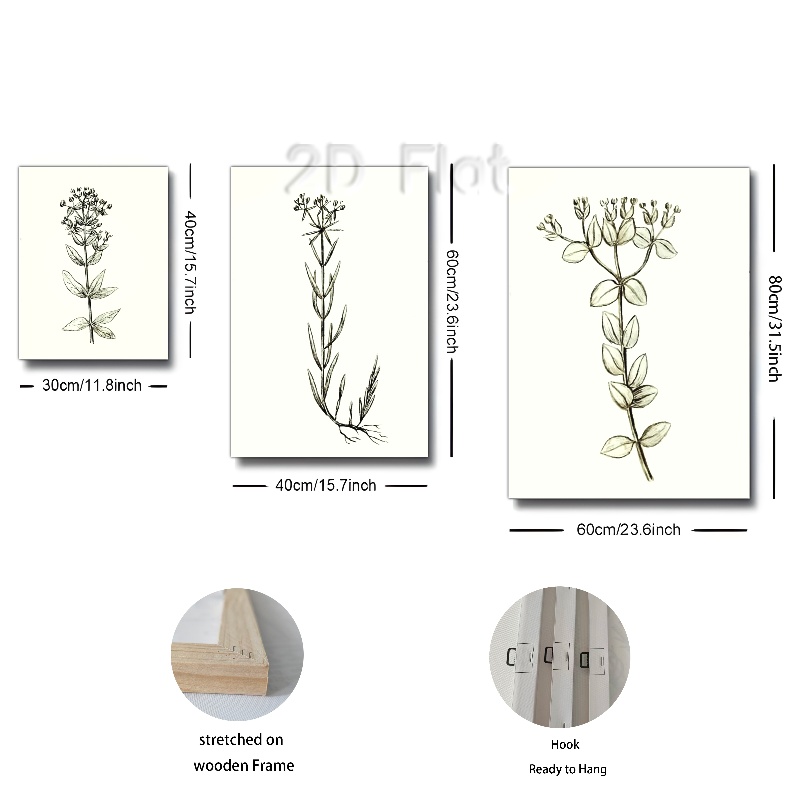 2D Flat
40cm/15.7inch
60cm/23.6inch
80cm/31.5inch
30cm/11.8inch
40cm/15.7inch
60cm/23.6inch
stretched on
wooden Frame
Hook
Ready to Hang